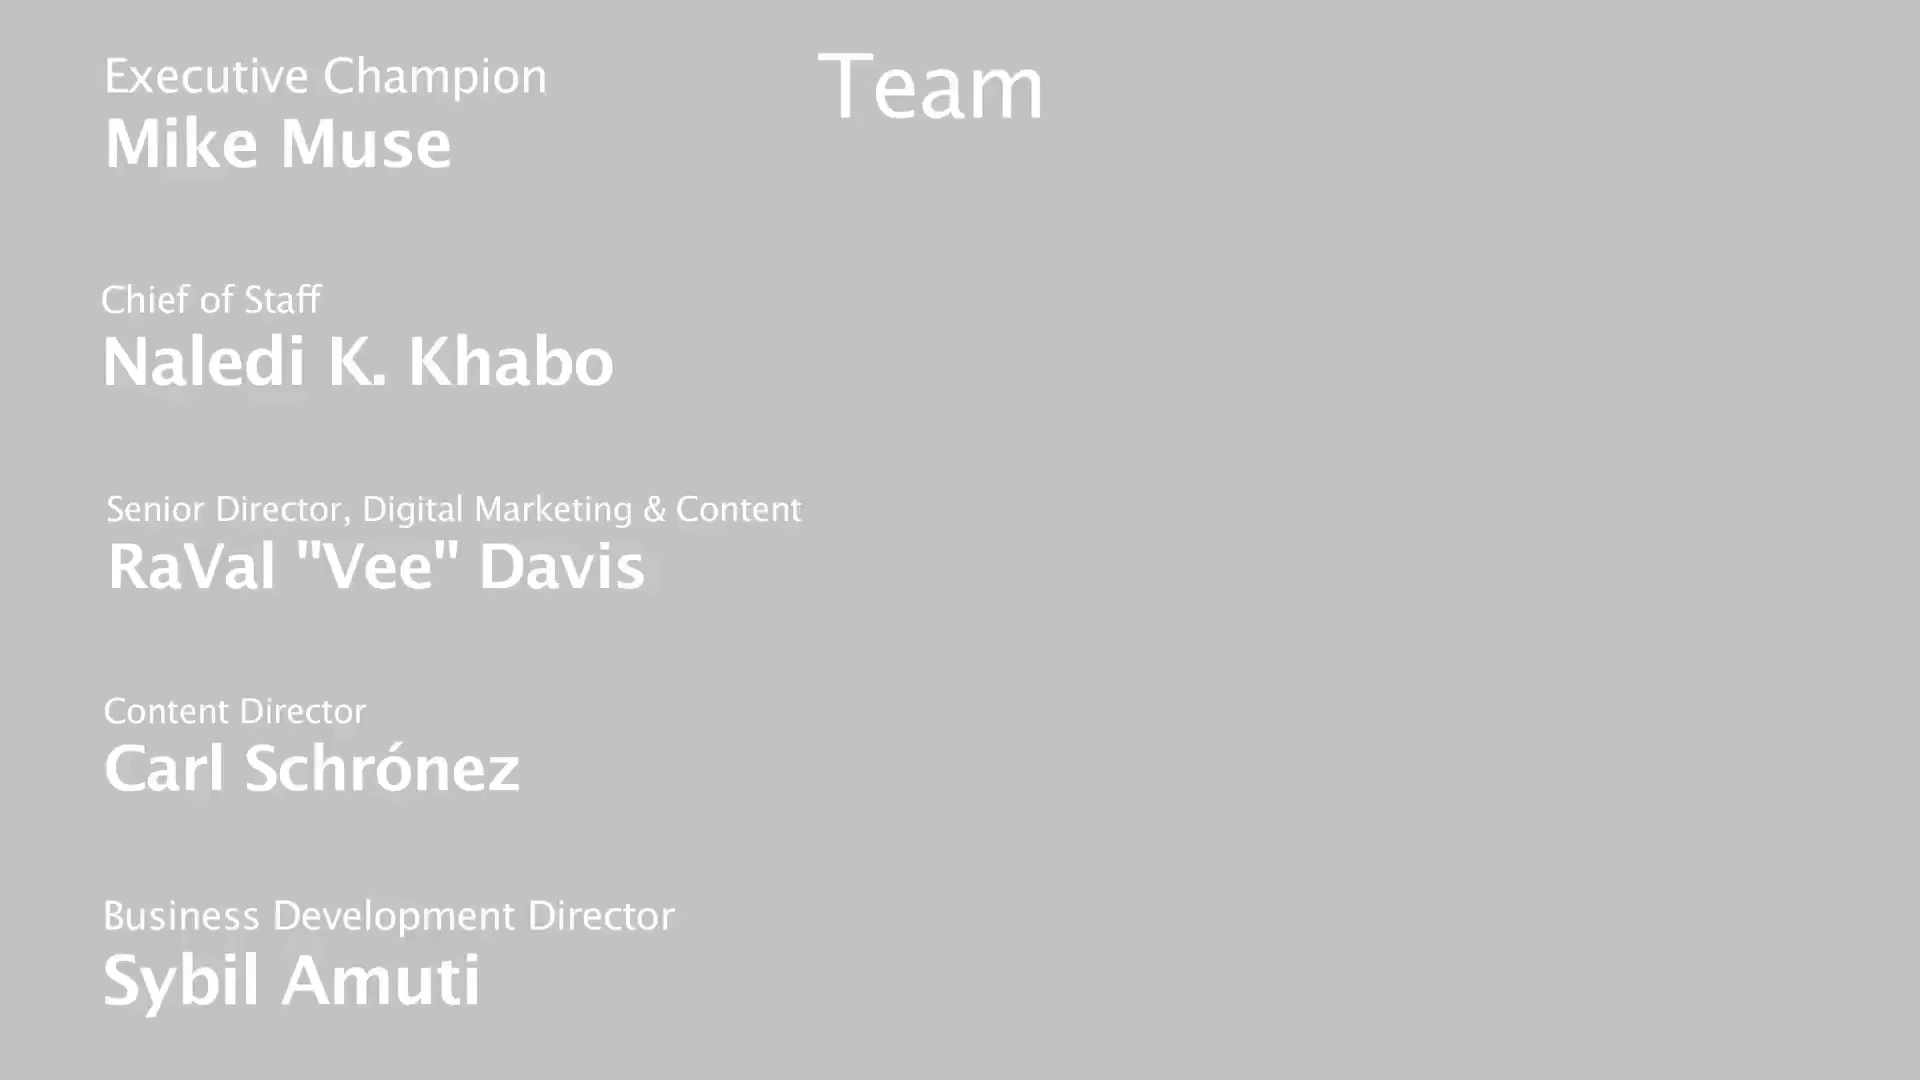 Team
Executive Champion
Mike Muse
Chief of Staff
Naledi K. Khabo
Senior Director, Digital Marketing & Content
RaVal "Vee" Davis
Content Director
Carl Schrónez
Business Development Director
Sybil Amuti